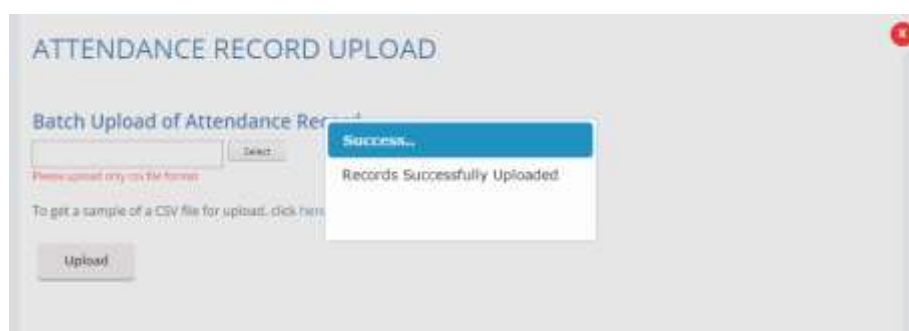 ATTENDANCE RECORD UPLOAD
Batch Upload of Attendance Record
Select
Please upload only csv file format
To get a sample of a CSV file for upload, click here
Upload
Success..
Records Successfully Uploaded
X